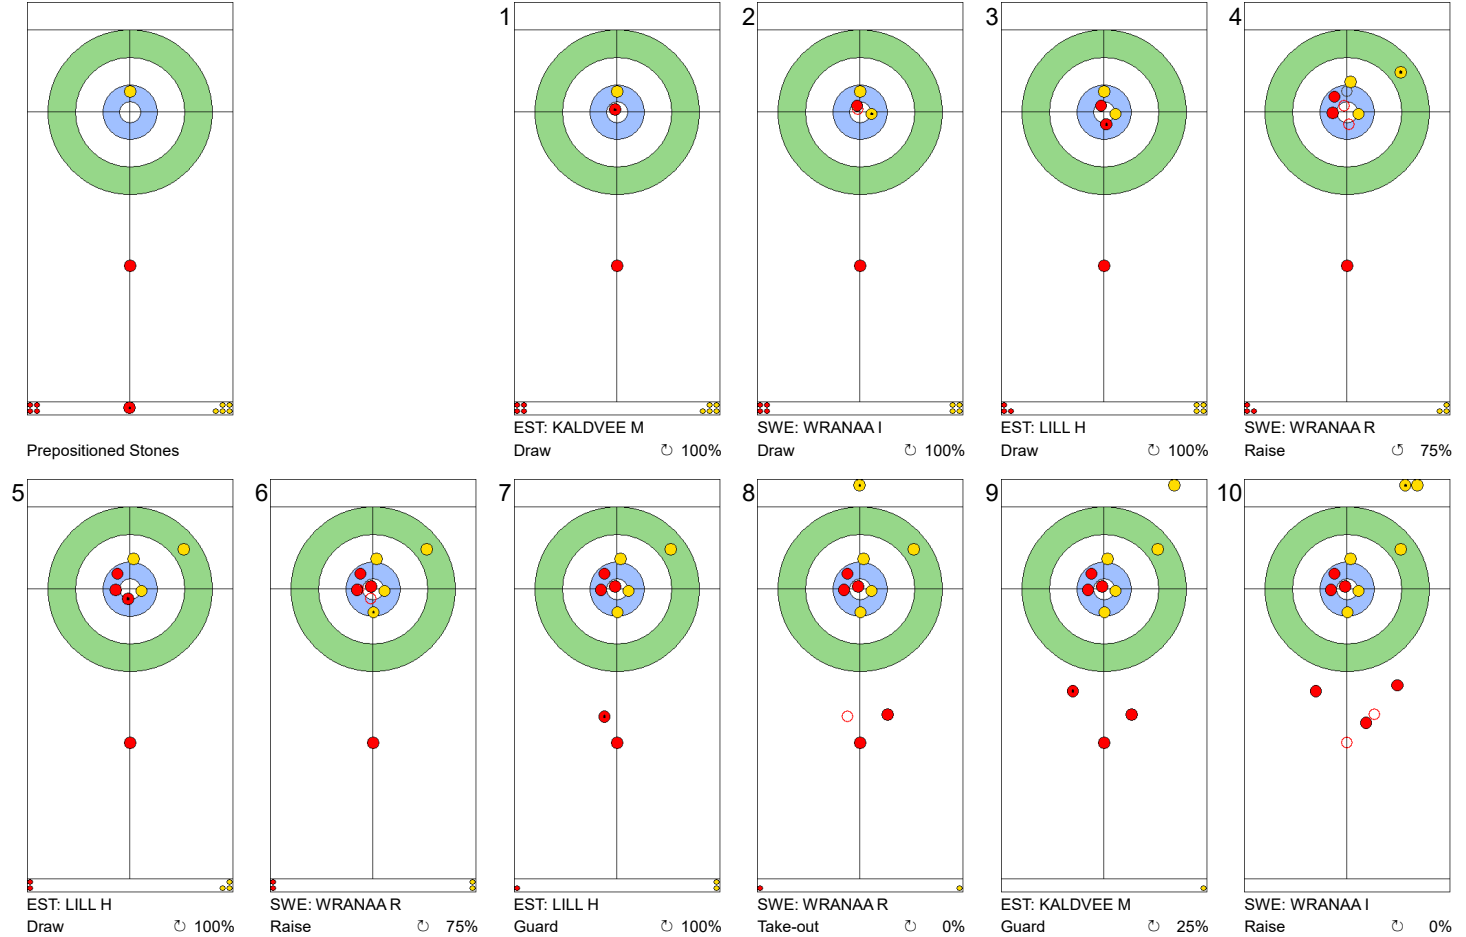 1
2
3
4
Prepositioned Stones
EST: KALDVEE M
Draw ↻ 100%
SWE: WRANAA I
Draw ↻ 100%
EST: LILL H
Draw ↻ 100%
SWE: WRANAA R
Raise ↺ 75%
5
6
7
8
9
10
EST: LILL H
Draw ↻ 100%
SWE: WRANAA R
Raise ↻ 75%
EST: LILL H
Guard ↻ 100%
SWE: WRANAA R
Take-out ↻ 0%
EST: KALDVEE M
Guard ↻ 25%
SWE: WRANAA I
Raise ↻ 0%